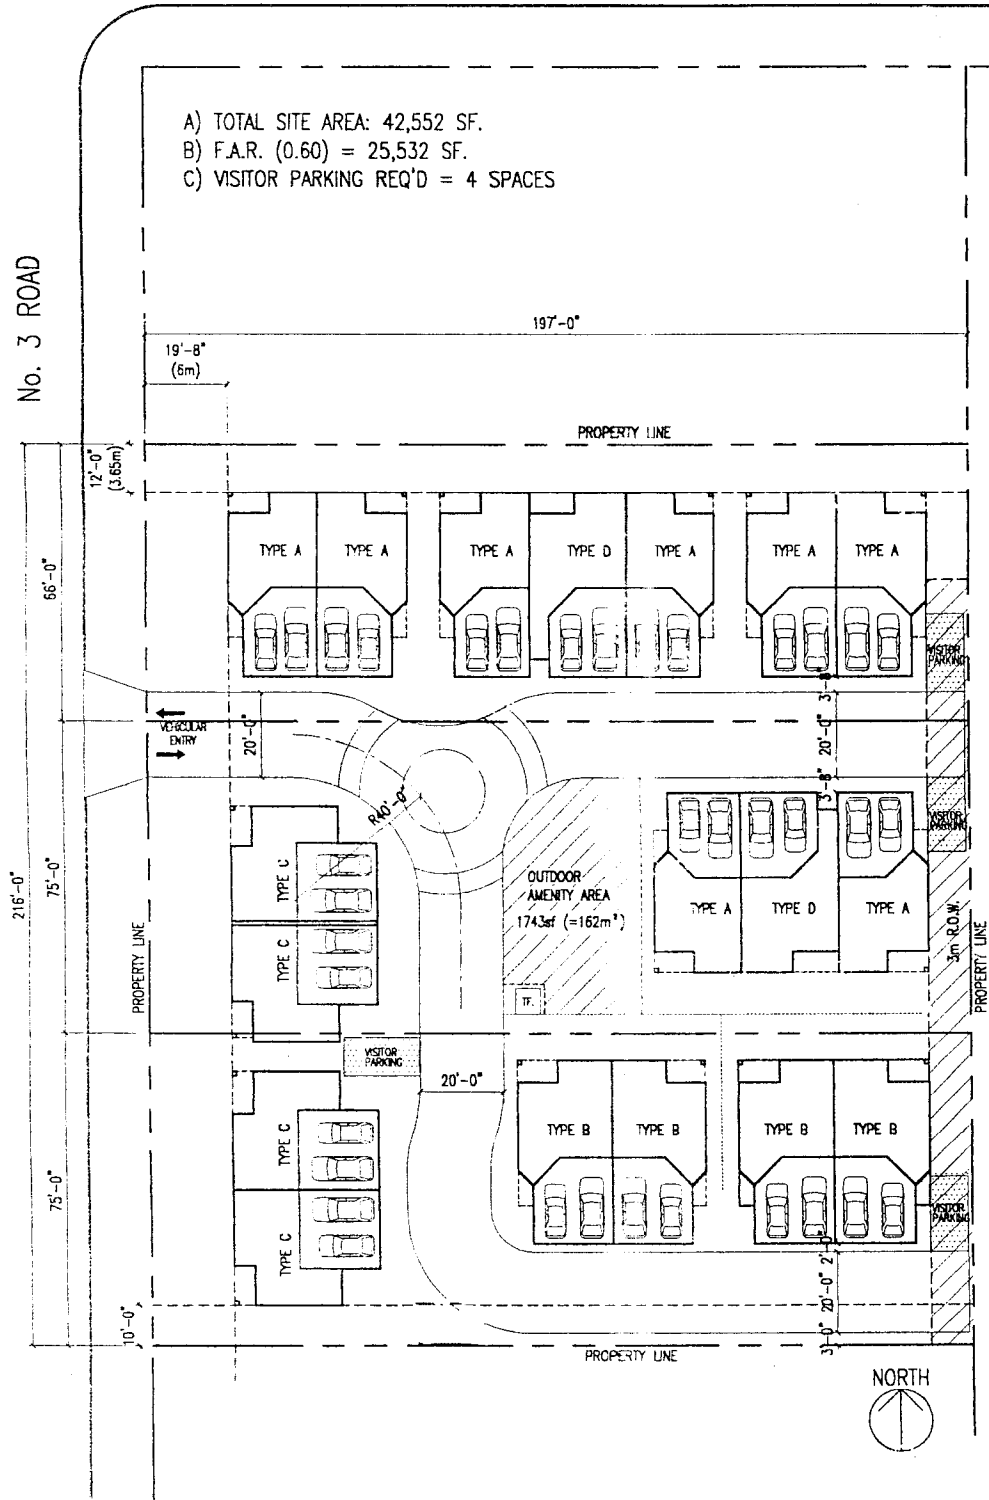 A) TOTAL SITE AREA: 42,552 SF.
B) F.A.R. (0.60) = 25,532 SF.
C) VISITOR PARKING REQ'D = 4 SPACES
No. 3 ROAD
197'-0"
19'-8"
(6m)
PROPERTY LINE
12'-0"
(3.65m)
TYPE A
TYPE A
TYPE A
TYPE D
TYPE A
TYPE A
TYPE A
66'-0"
VISITOR
PARKING
3'-8"
VEHICULAR
ENTRY
20'-0"
20'-0"
3'-8"
R40'-0"
VISITOR
PARKING
TYPE C
OUTDOOR
AMENITY AREA
1743sf (=162m²)
TYPE A
TYPE D
TYPE A
75'-0"
216'-0"
PROPERTY LINE
TYPE C
3m R.O.W.
PROPERTY LINE
TF.
VISITOR
PARKING
20'-0"
TYPE C
TYPE B
TYPE B
TYPE B
TYPE B
75'-0"
TYPE C
VISITOR
PARKING
2'-0"
20'-0"
10'-0"
3'-0"
PROPERTY LINE
NORTH